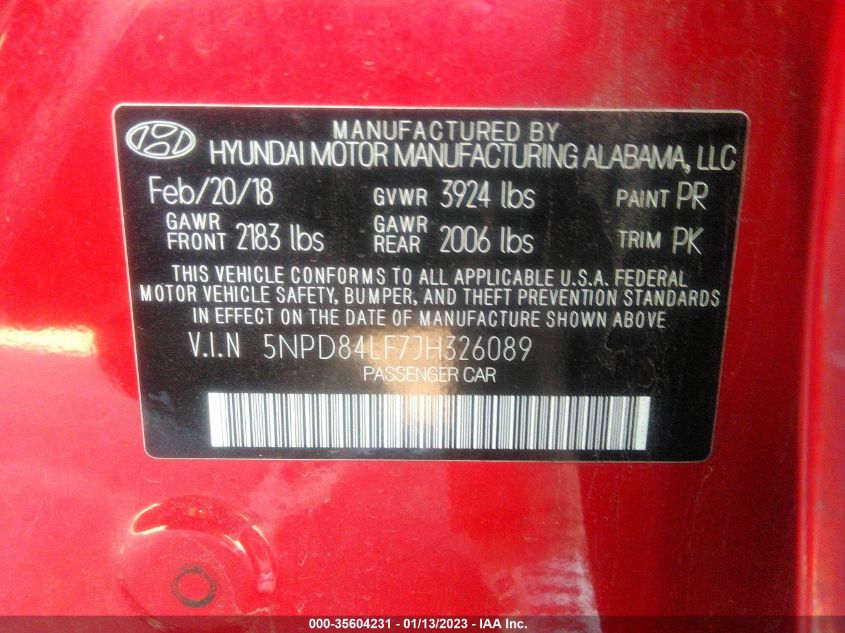 MANUFACTURED BY
HYUNDAI MOTOR MANUFACTURING ALABAMA, LLC
Feb/20/18 GVWR 3924 lbs PAINT PR
GAWR FRONT 2183 lbs GAWR REAR 2006 lbs TRIM PK
THIS VEHICLE CONFORMS TO ALL APPLICABLE U.S.A. FEDERAL
MOTOR VEHICLE SAFETY, BUMPER, AND THEFT PREVENTION STANDARDS
IN EFFECT ON THE DATE OF MANUFACTURE SHOWN ABOVE
V.I.N 5NPD84LF7JH326089
PASSENGER CAR
000-35604231 - 01/13/2023 - IAA Inc.